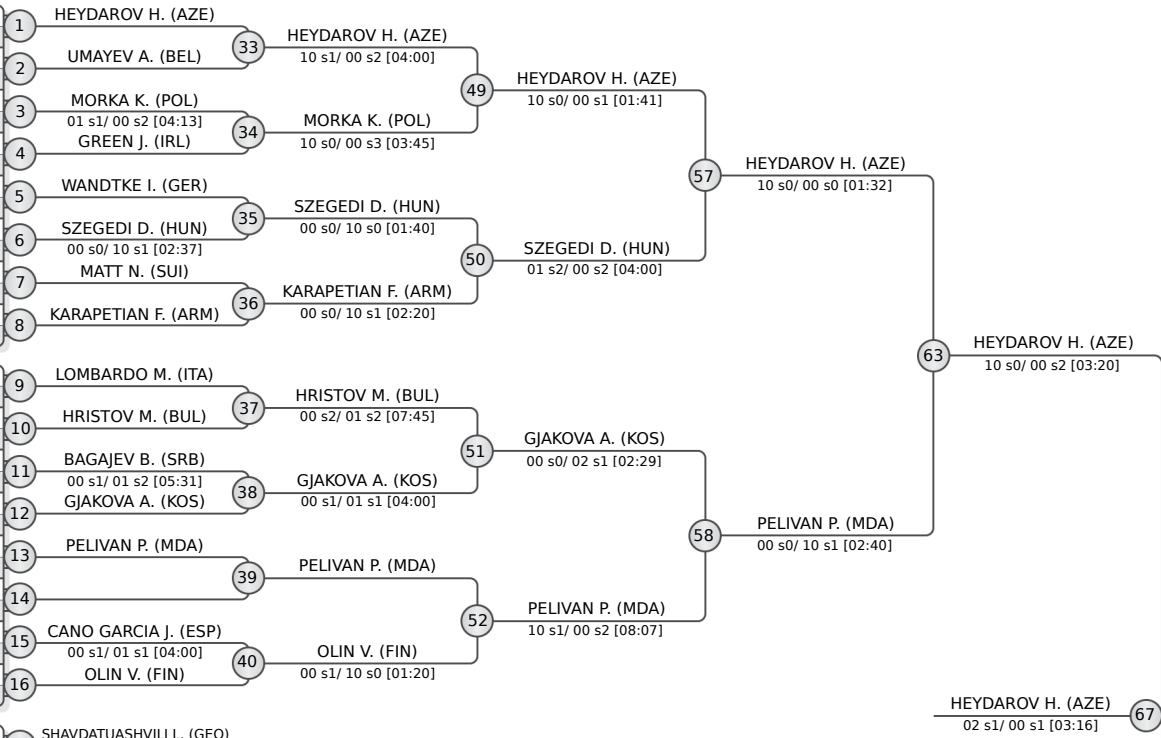 1
HEYDAROV H. (AZE)
2
UMAYEV A. (BEL)
33
HEYDAROV H. (AZE)
10 s1/ 00 s2 [04:00]
3
MORKA K. (POL)
01 s1/ 00 s2 [04:13]
4
GREEN J. (IRL)
34
MORKA K. (POL)
10 s0/ 00 s3 [03:45]
49
HEYDAROV H. (AZE)
10 s0/ 00 s1 [01:41]
5
WANDTKE I. (GER)
6
SZEGEDI D. (HUN)
00 s0/ 10 s1 [02:37]
35
SZEGEDI D. (HUN)
00 s0/ 10 s0 [01:40]
7
MATT N. (SUI)
8
KARAPETIAN F. (ARM)
36
KARAPETIAN F. (ARM)
00 s0/ 10 s1 [02:20]
50
SZEGEDI D. (HUN)
01 s2/ 00 s2 [04:00]
57
HEYDAROV H. (AZE)
10 s0/ 00 s0 [01:32]
9
LOMBARDO M. (ITA)
10
HRISTOV M. (BUL)
37
HRISTOV M. (BUL)
00 s2/ 01 s2 [07:45]
11
BAGAJEV B. (SRB)
00 s1/ 01 s2 [05:31]
12
GJAKOVA A. (KOS)
38
GJAKOVA A. (KOS)
00 s1/ 01 s1 [04:00]
51
GJAKOVA A. (KOS)
00 s0/ 02 s1 [02:29]
13
PELIVAN P. (MDA)
14
39
PELIVAN P. (MDA)
15
CANO GARCIA J. (ESP)
00 s1/ 01 s1 [04:00]
16
OLIN V. (FIN)
40
OLIN V. (FIN)
00 s1/ 10 s0 [01:20]
52
PELIVAN P. (MDA)
10 s1/ 00 s2 [08:07]
58
PELIVAN P. (MDA)
00 s0/ 10 s1 [02:40]
63
HEYDAROV H. (AZE)
10 s0/ 00 s2 [03:20]
HEYDAROV H. (AZE)
02 s1/ 00 s1 [03:16]
67
SHAVDATUASHVILI L. (GEO)